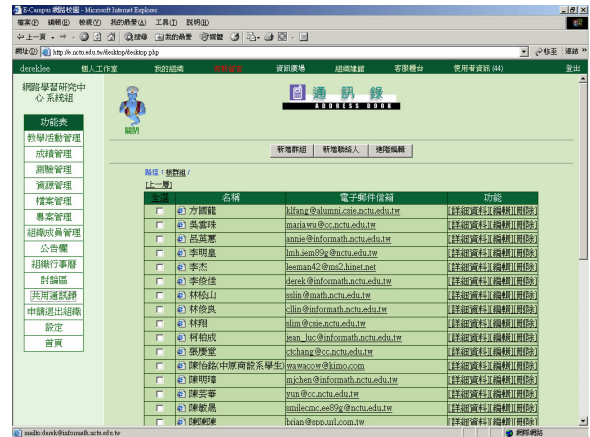 E-Campus 網路校園 - Microsoft Internet Explorer
檔案(F) 編輯(E) 檢視(V) 我的最愛(A) 工具(T) 說明(H)
上一頁 搜尋 我的最愛 媒體
網址(D) http://e.nctu.edu.tw/desktop/desktop.php 移至 連結 »
dereklee 個人工作室 我的組織 資訊廣場 組織建館 客服櫃台 使用者資訊 (44) 登出
網路學習研究中心 系統組
關閉
通訊錄
ADDRESS BOOK
新增群組 新增聯絡人 進階編輯
功能表
教學活動管理
成績管理
測驗管理
資源管理
檔案管理
專案管理
組織成員管理
公告欄
組織行事曆
討論區
共用通訊錄
申請退出組織
設定
首頁
路徑：根群組 /
[上一層]
全選 名稱 電子郵件信箱 功能
方國龍 klfang@alumni.csie.nctu.edu.tw [詳細資料][編輯][刪除]
吳雲珠 mariawu@cc.nctu.edu.tw [詳細資料][編輯][刪除]
呂英惠 annie@informath.nctu.edu.tw [詳細資料][編輯][刪除]
李明皇 lmh.iem89g@nctu.edu.tw [詳細資料][編輯][刪除]
李杰 leeman42@ms2.hinet.net [詳細資料][編輯][刪除]
李俊佳 derek@informath.nctu.edu.tw [詳細資料][編輯][刪除]
林松山 sslin@math.nctu.edu.tw [詳細資料][編輯][刪除]
林俊良 cllin@informath.nctu.edu.tw [詳細資料][編輯][刪除]
林翔 slim@csie.nctu.edu.tw [詳細資料][編輯][刪除]
柯柏成 jean_luc@informath.nctu.edu.tw [詳細資料][編輯][刪除]
張慶堂 ctchang@cc.nctu.edu.tw [詳細資料][編輯][刪除]
陳怡銘(中原商設系學生) wawacow@kimo.com [詳細資料][編輯][刪除]
陳明璋 mjchen@informath.nctu.edu.tw [詳細資料][編輯][刪除]
陳芸華 yun@cc.nctu.edu.tw [詳細資料][編輯][刪除]
陳敏晟 smilecmc.ee89g@nctu.edu.tw [詳細資料][編輯][刪除]
陳陳陳 brian@spp.url.com.tw [詳細資料][編輯][刪除]
mailto:derek@informath.nctu.edu.tw 網際網路